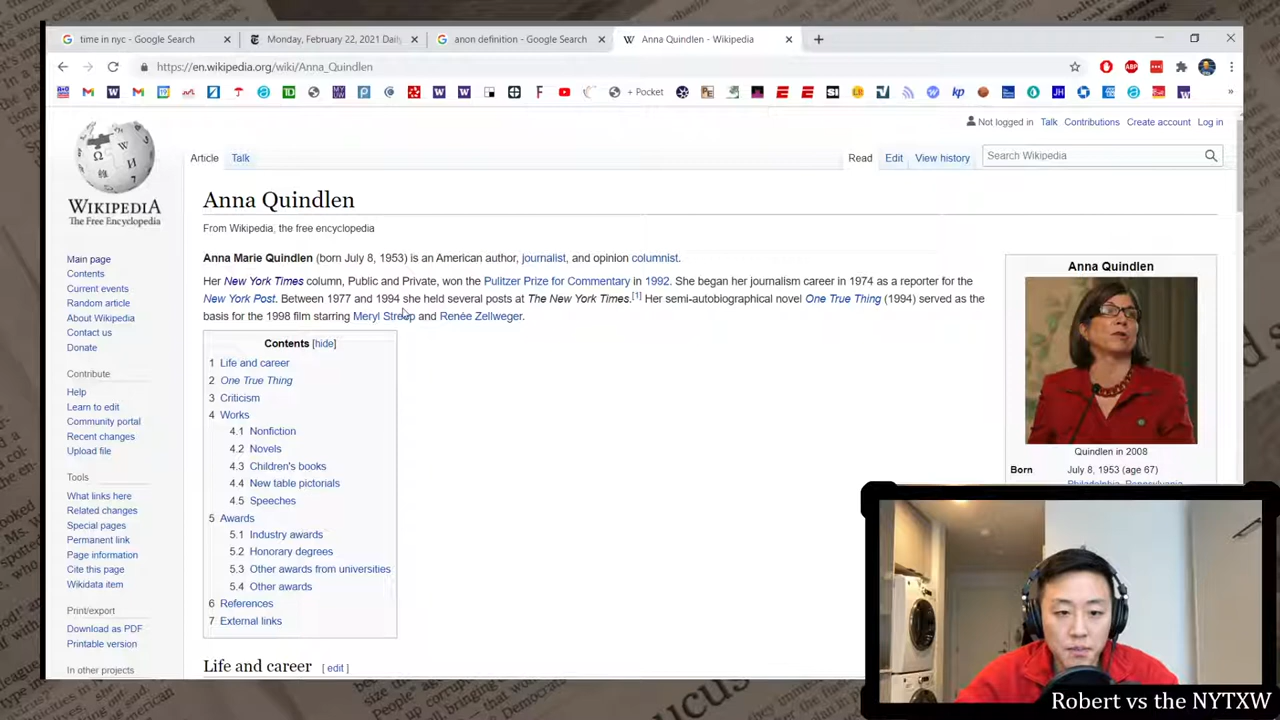 time in nyc - Google Search
Monday, February 22, 2021 Daily
anon definition - Google Search
Anna Quindlen - Wikipedia
https://en.wikipedia.org/wiki/Anna_Quindlen
+ Pocket
Not logged in Talk Contributions Create account Log in
Article Talk Read Edit View history Search Wikipedia
WIKIPEDIA
The Free Encyclopedia
Main page
Contents
Current events
Random article
About Wikipedia
Contact us
Donate
Contribute
Help
Learn to edit
Community portal
Recent changes
Upload file
Tools
What links here
Related changes
Special pages
Permanent link
Page information
Cite this page
Wikidata item
Print/export
Download as PDF
Printable version
In other projects
Anna Quindlen
From Wikipedia, the free encyclopedia
Anna Marie Quindlen (born July 8, 1953) is an American author, journalist, and opinion columnist.
Her New York Times column, Public and Private, won the Pulitzer Prize for Commentary in 1992. She began her journalism career in 1974 as a reporter for the
New York Post. Between 1977 and 1994 she held several posts at The New York Times.[1] Her semi-autobiographical novel One True Thing (1994) served as the
basis for the 1998 film starring Meryl Streep and Renée Zellweger.
Contents [hide]
1 Life and career
2 One True Thing
3 Criticism
4 Works
4.1 Nonfiction
4.2 Novels
4.3 Children's books
4.4 New table pictorials
4.5 Speeches
5 Awards
5.1 Industry awards
5.2 Honorary degrees
5.3 Other awards from universities
5.4 Other awards
6 References
7 External links
Life and career [ edit ]
Anna Quindlen
Quindlen in 2008
Born July 8, 1953 (age 67)
Philadelphia, Pennsylvania
Robert vs the NYTXW